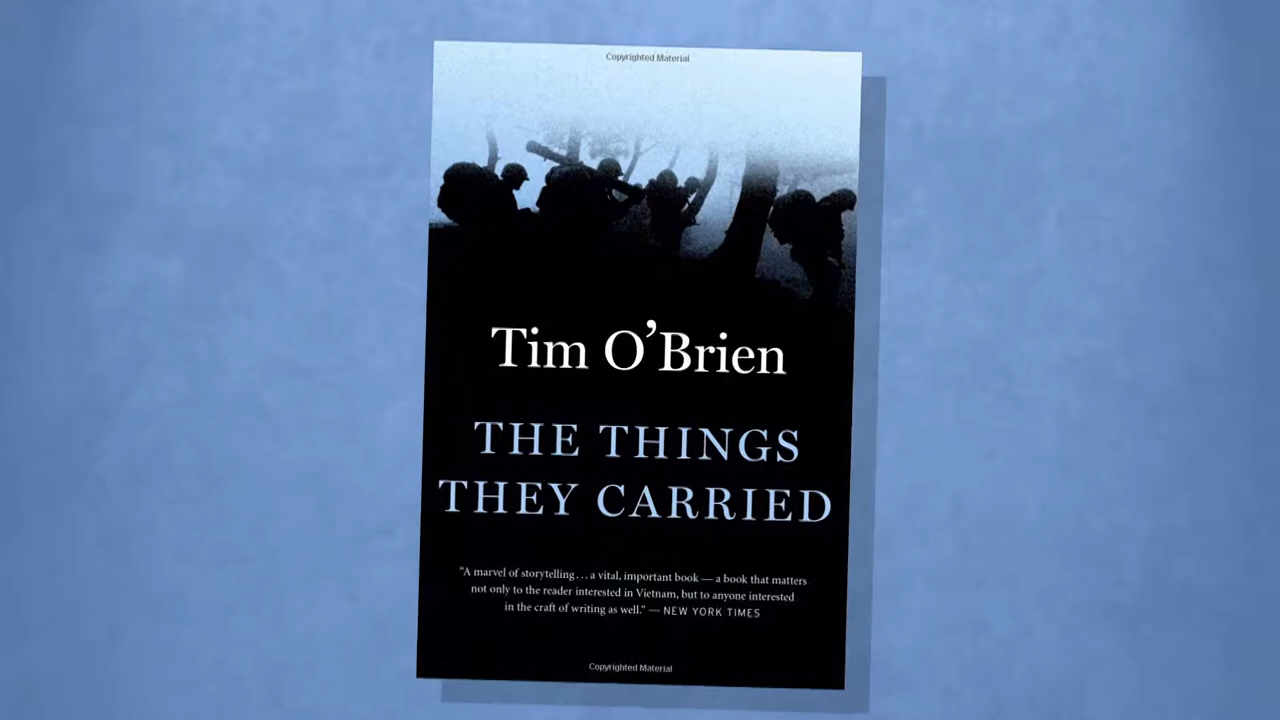 Copyrighted Material
Tim O’Brien
THE THINGS
THEY CARRIED
“A marvel of storytelling . . . a vital, important book — a book that matters
not only to the reader interested in Vietnam, but to anyone interested
in the craft of writing as well.” — NEW YORK TIMES
Copyrighted Material